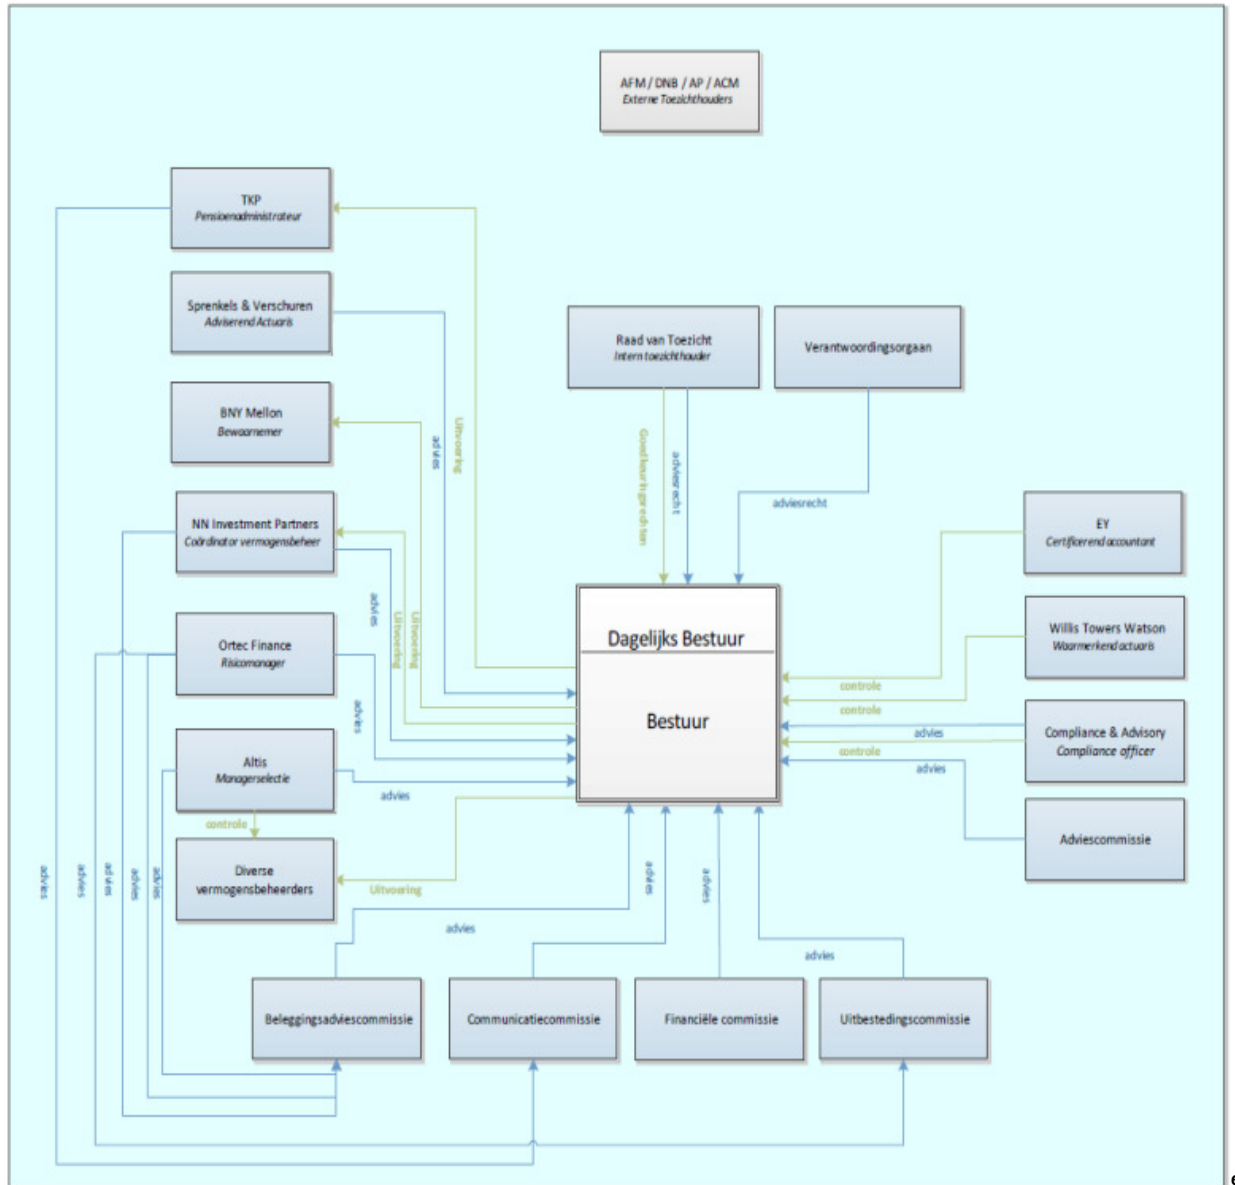 AFM / DNB / AP / ACM
Externe Toezichthouders
TKP
Pensioenadministrateur
Sprenkels & Verschuren
Adviserend Actuaris
Raad van Toezicht
Intern toezichthouder
Verantwoordingsorgaan
BNY Mellon
Bewaarnemer
advies
Uitvoering
Goedkeuringsrechten
adviesrecht
adviesrecht
NN Investment Partners
Coördinator vermogensbeheer
EY
Certificerend accountant
advies
Uitvoering
Uitvoering
Ortec Finance
Risicomanager
Dagelijks Bestuur
Bestuur
Willis Towers Watson
Waarmerkend actuaris
controle
controle
advies
Compliance & Advisory
Compliance officer
advies
controle
advies
Altis
Managerselectie
advies
controle
Adviescommissie
Diverse
vermogensbeheerders
Uitvoering
advies
advies
advies
advies
advies
advies
advies
advies
advies
Beleggingsadviescommissie
Communicatiecommissie
Financiële commissie
Uitbestedingscommissie
e